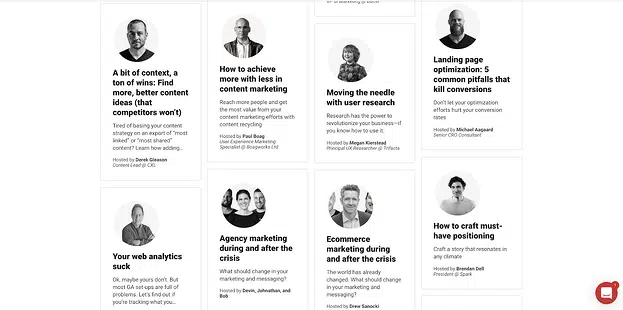 A bit of context, a
ton of wins: Find
more, better content
ideas (that
competitors won't)
Tired of basing your content
strategy on an export of "most
linked" or "most shared"
content? Learn how adding...
Hosted by Derek Gleason
Content Lead @ CXL
Your web analytics
suck
Ok, maybe yours don't. But
most GA set-ups are full of
problems. Let's find out if
you're tracking what you...
How to achieve
more with less in
content marketing
Reach more people and get
the most value from your
content marketing efforts with
content recycling
Hosted by Paul Boag
User Experience Marketing
Specialist @ Boagworks Ltd
Agency marketing
during and after the
crisis
What should change in your
marketing and messaging?
Hosted by Devin, Johnathan, and
Bob
Moving the needle
with user research
Research has the power to
revolutionize your business—if
you know how to use it.
Hosted by Megan Kierstead
Principal UX Researcher @ Trifacta
Ecommerce
marketing during
and after the crisis
The world has already
changed. What should change
in your marketing and
messaging?
Hosted by Drew Sanocki
Landing page
optimization: 5
common pitfalls that
kill conversions
Don't let your optimization
efforts hurt your conversion
rates
Hosted by Michael Aagaard
Senior CRO Consultant
How to craft must-
have positioning
Craft a story that resonates in
any climate
Hosted by Brendan Dell
President @ Spark
1